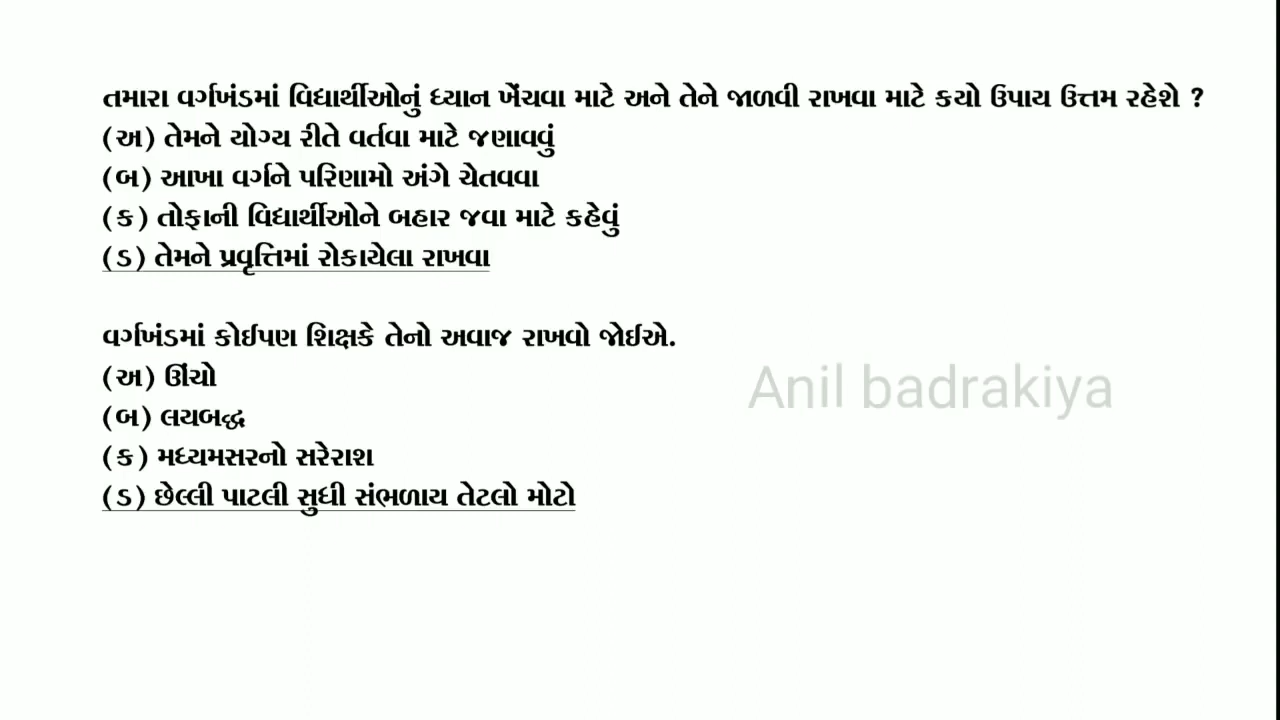 તમારા વર્ગખંડમાં વિદ્યાર્થીઓનું ધ્યાન ખેંચવા માટે અને તેને જાળવી રાખવા માટે કયો ઉપાય ઉત્તમ રહેશે ?
(અ) તેમને યોગ્ય રીતે વર્તવા માટે જણાવવું
(બ) આખા વર્ગને પરિણામો અંગે ચેતવવા
(ક) તોફાની વિદ્યાર્થીઓને બહાર જવા માટે કહેવું
(ડ) તેમને પ્રવૃત્તિમાં રોકાયેલા રાખવા
વર્ગખંડમાં કોઈપણ શિક્ષકે તેનો અવાજ રાખવો જોઈએ.
(અ) ઊંચો
(બ) લયબદ્ધ
(ક) મધ્યમસરનો સરેરાશ
(ડ) છેલ્લી પાટલી સુધી સંભળાય તેટલો મોટો
Anil badrakiya